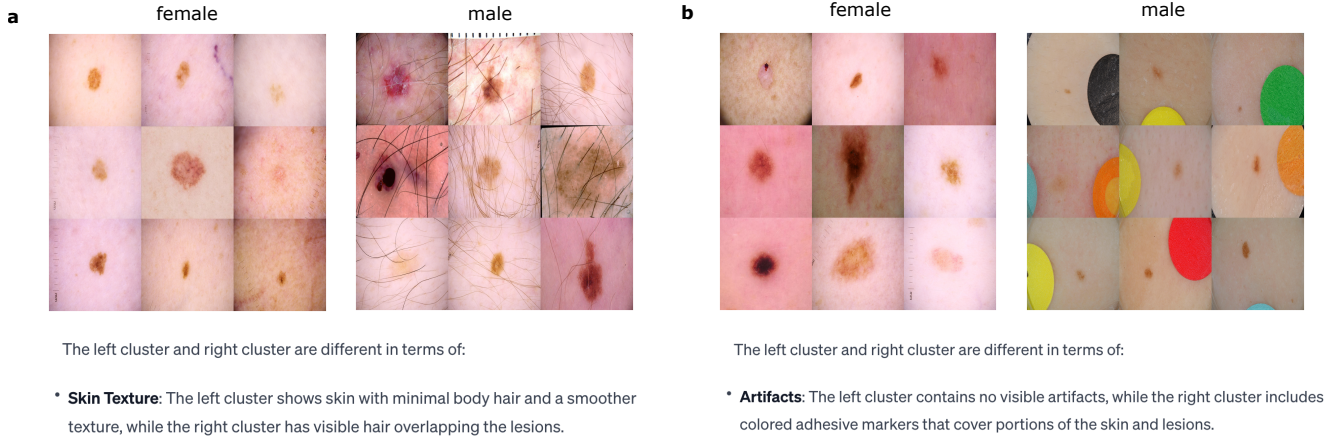 a
female
male
The left cluster and right cluster are different in terms of:
• Skin Texture: The left cluster shows skin with minimal body hair and a smoother
texture, while the right cluster has visible hair overlapping the lesions.
b
female
male
The left cluster and right cluster are different in terms of:
• Artifacts: The left cluster contains no visible artifacts, while the right cluster includes
colored adhesive markers that cover portions of the skin and lesions.